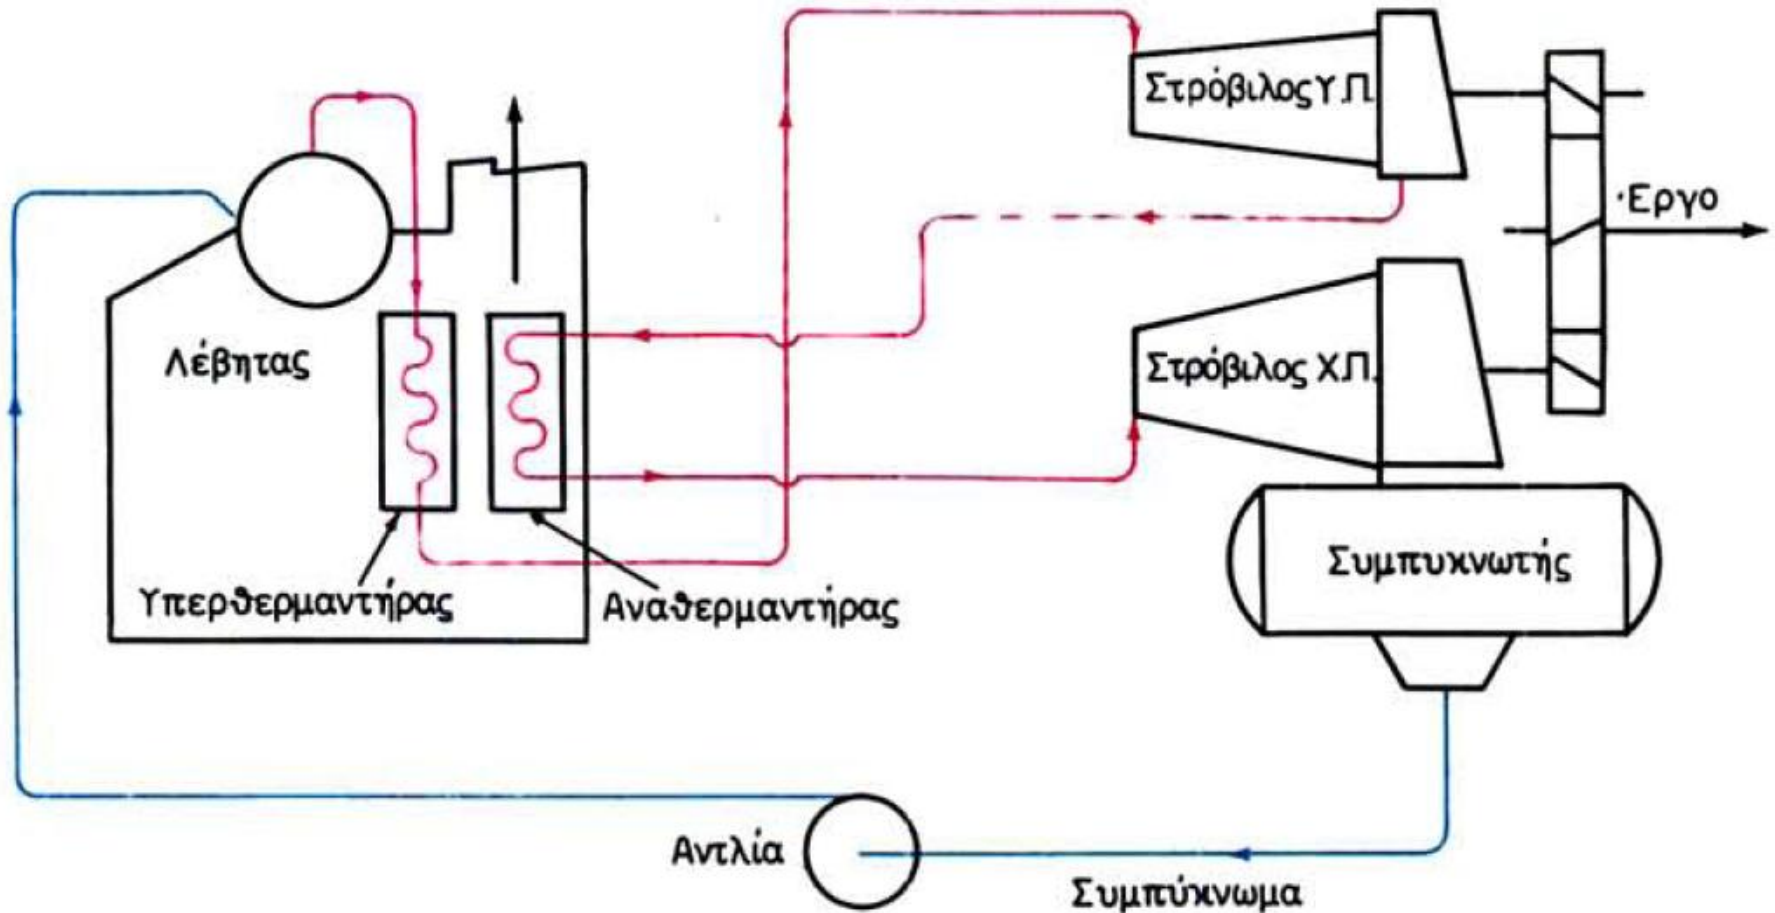 Στρόβιλος Υ.Π.
Έργο
Λέβητας
Στρόβιλος Χ.Π.
Συμπυκνωτής
Υπερθερμαντήρας
Αναθερμαντήρας
Αντλία
Συμπύκνωμα